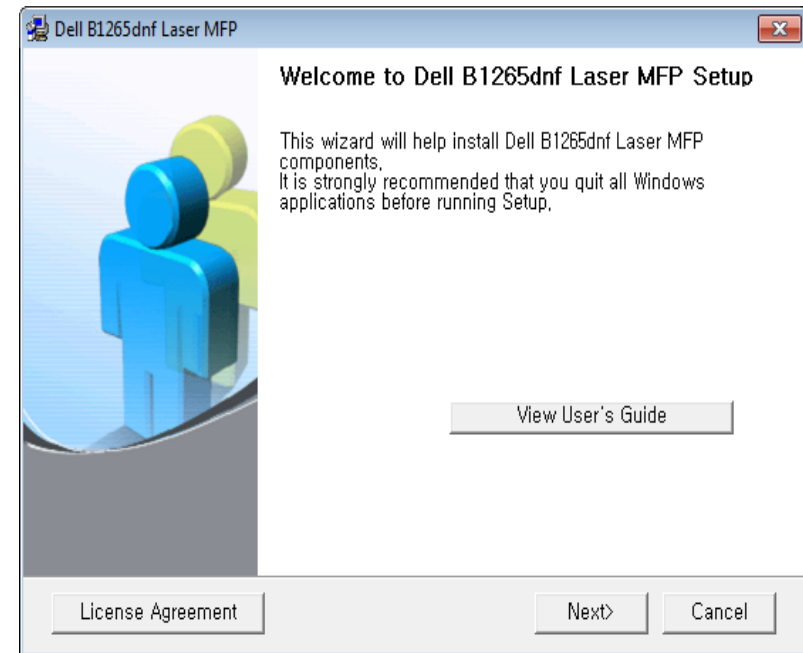 Dell B1265dnf Laser MFP
Welcome to Dell B1265dnf Laser MFP Setup
This wizard will help install Dell B1265dnf Laser MFP
components,
It is strongly recommended that you quit all Windows
applications before running Setup,
View User's Guide
License Agreement
Next>
Cancel